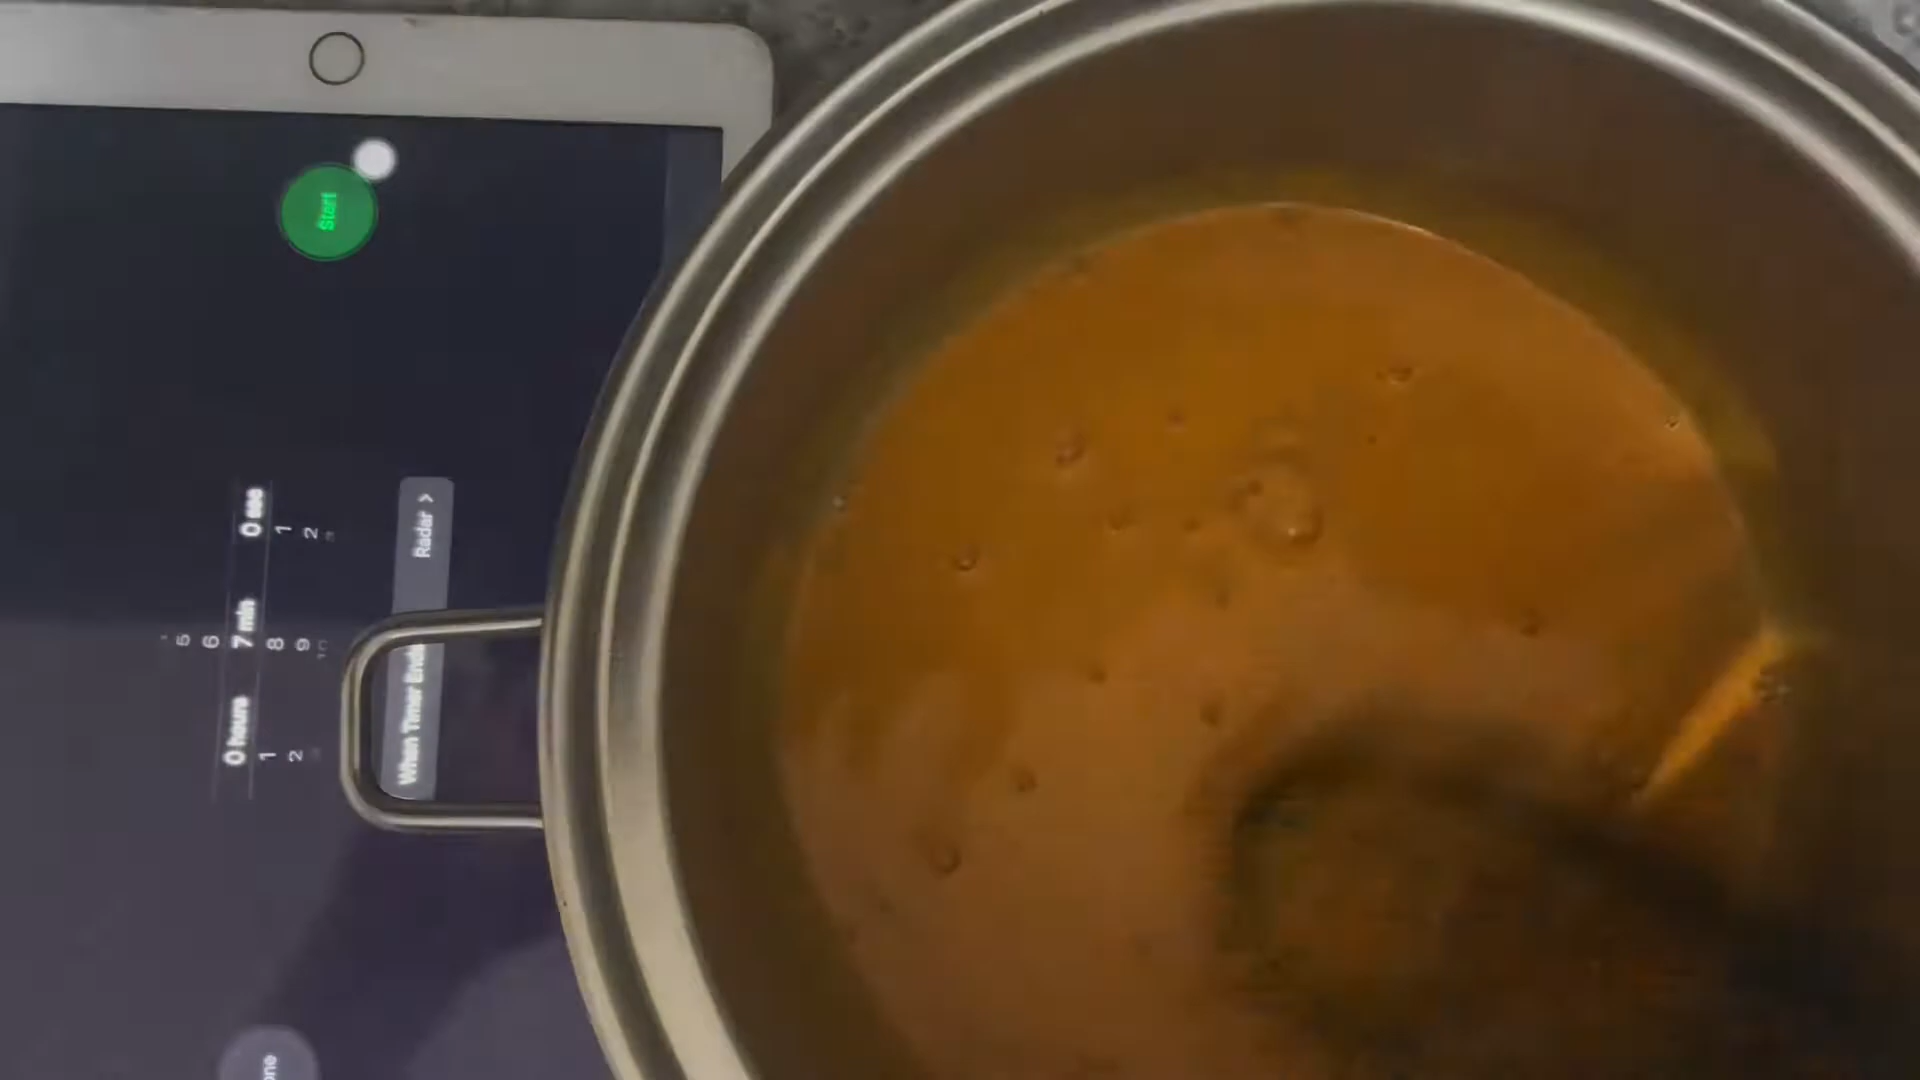 0 hours 7 min 0 sec
5
6
1 8 1
2 9 2
10
When Timer Ends Radar >
Start